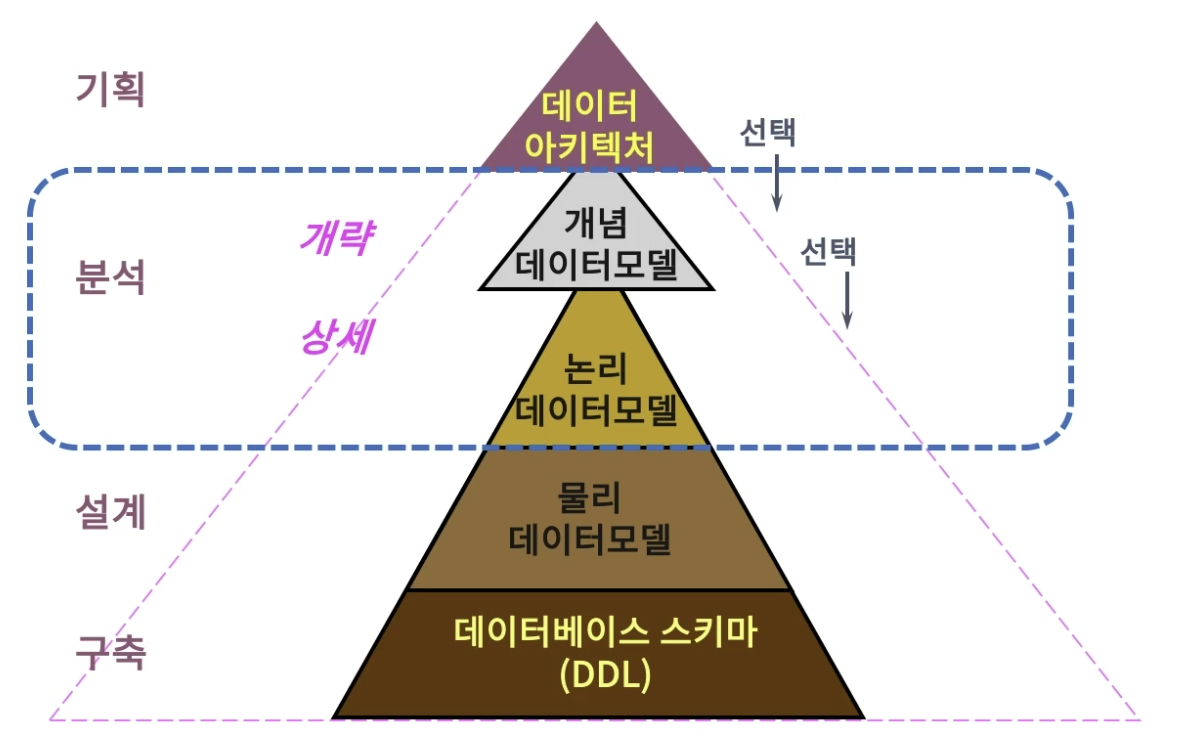 기획
데이터
아키텍처
선택
개략
개념
데이터모델
분석
선택
상세
논리
데이터모델
설계
물리
데이터모델
구축
데이터베이스 스키마
(DDL)